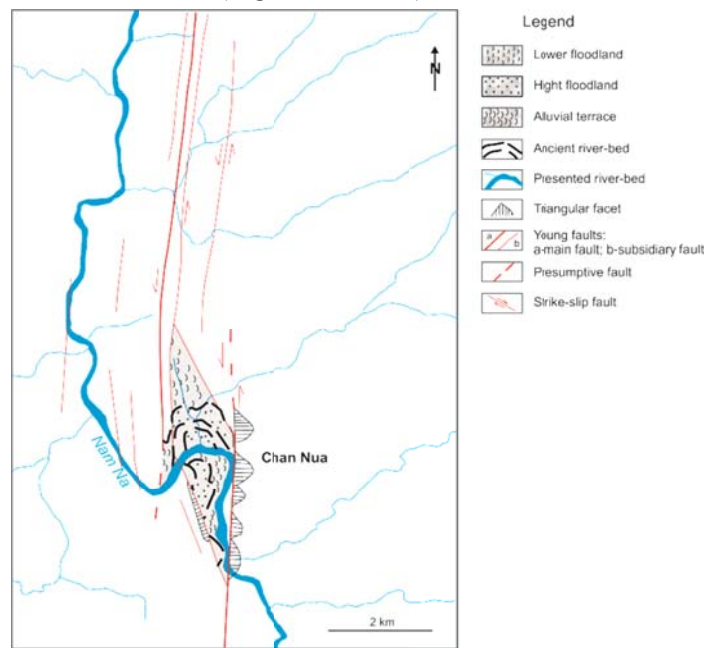 Legend
N
Lower floodland
Hight floodland
Alluvial terrace
Ancient river-bed
Presented river-bed
Triangular facet
a
b
Young faults:
a-main fault; b-subsidiary fault
Presumptive fault
Strike-slip fault
Nam Na
Chan Nua
2 km